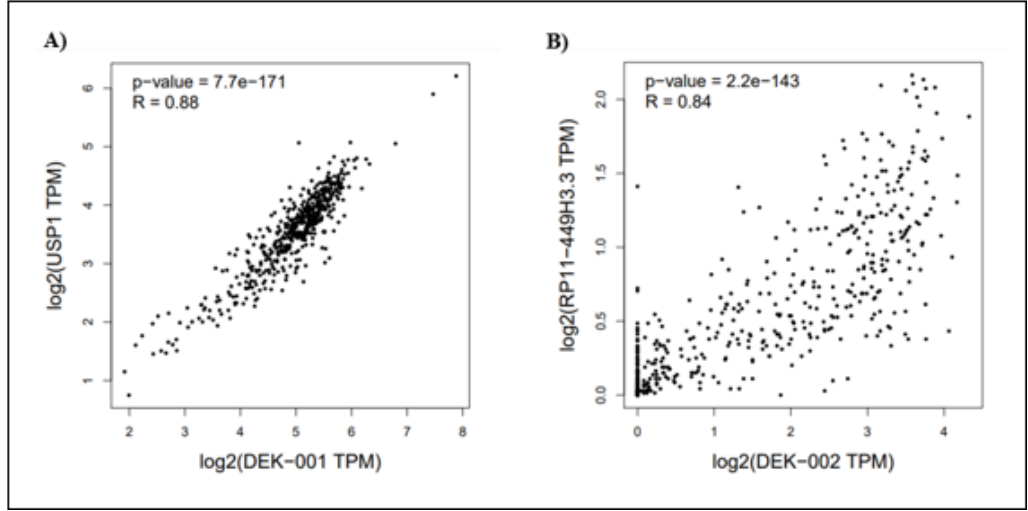 A)
p−value = 7.7e−171
R = 0.88
6
5
4
3
2
1
log2(USP1 TPM)
2 3 4 5 6 7 8
log2(DEK−001 TPM)
B)
p−value = 2.2e−143
R = 0.84
2.0
1.5
1.0
0.5
0.0
log2(RP11−449H3.3 TPM)
0 1 2 3 4
log2(DEK−002 TPM)